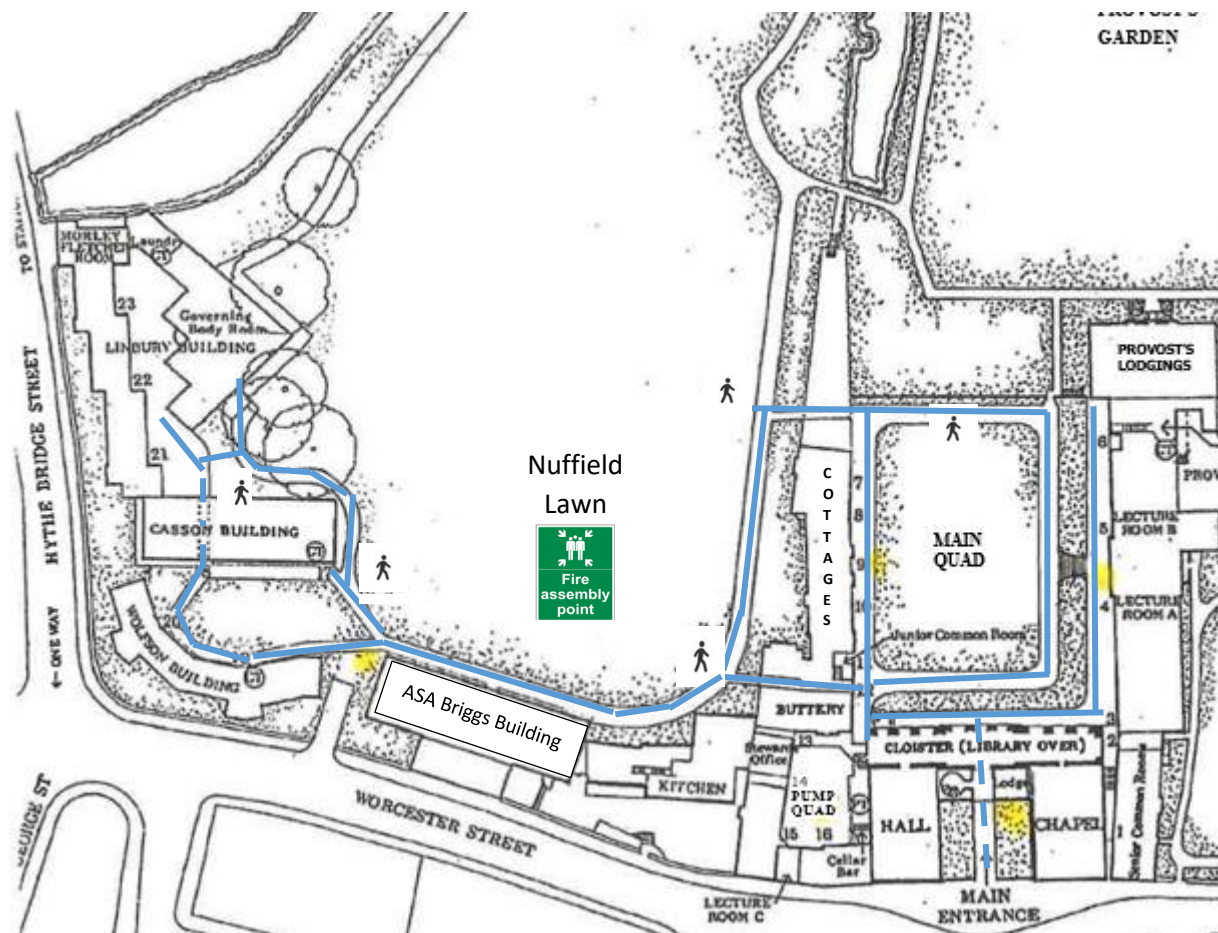 PROVOST'S
GARDEN
TO
MORLEY
FLETCHER
ROOM
Laundry
23
Governing
Body Room
LINBURY BUILDING
22
21
HYTHE BRIDGE STREET
← ONE WAY
CASSON BUILDING
20
WOLFSON BUILDING
Nuffield
Lawn
Fire
assembly
point
ASA Briggs Building
PROVOST'S
LODGINGS
COTTAGES
7
8
9
10
11
MAIN
QUAD
Junior Common Room
6
5
LECTURE
ROOM B
LECTURE
ROOM A
4
3
2
1
BUTTERY
CLOISTER (LIBRARY OVER)
13
Steward's
Office
14
PUMP
QUAD
15 16
KITCHEN
HALL
Lodge
CHAPEL
Senior Common Rooms
Cellar
Bar
LECTURE
ROOM C
MAIN
ENTRANCE
WORCESTER STREET
GEORGE ST